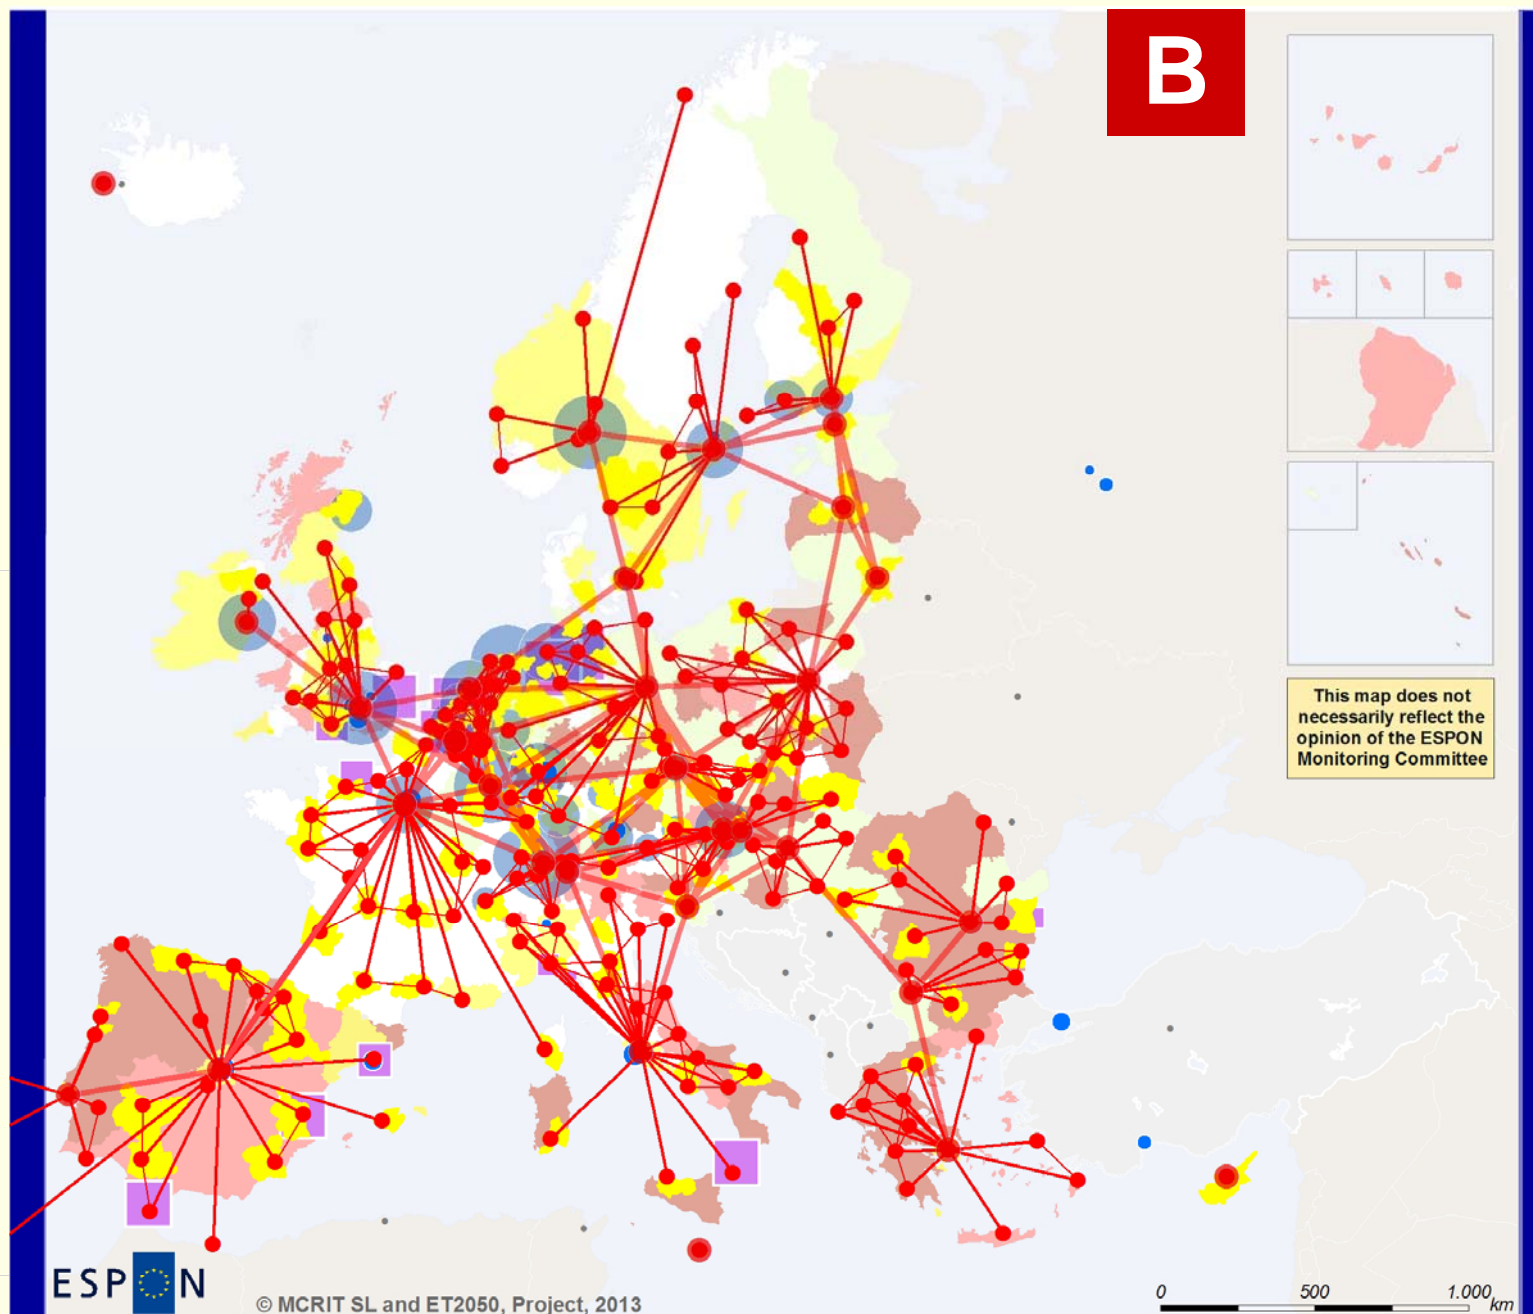 B
This map does not
necessarily reflect the
opinion of the ESPON
Monitoring Committee
ESPON
© MCRIT SL and ET2050, Project, 2013
0 500 1.000 km